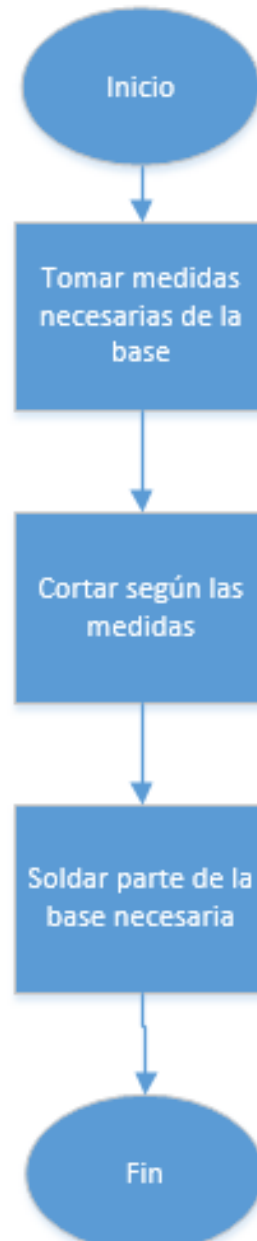 Inicio
Tomar medidas
necesarias de la
base
Cortar según las
medidas
Soldar parte de la
base necesaria
Fin